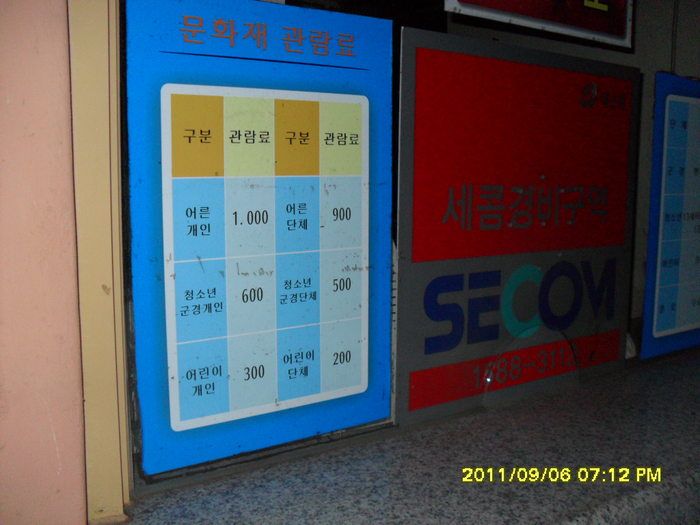 문화재 관람료
구분 관람료 구분 관람료
어른 개인 1.000 어른 단체 900
청소년 군경개인 600 청소년 군경단체 500
어린이 개인 300 어린이 단체 200
세콤경비구역
SECOM
2011/09/06 07:12 PM